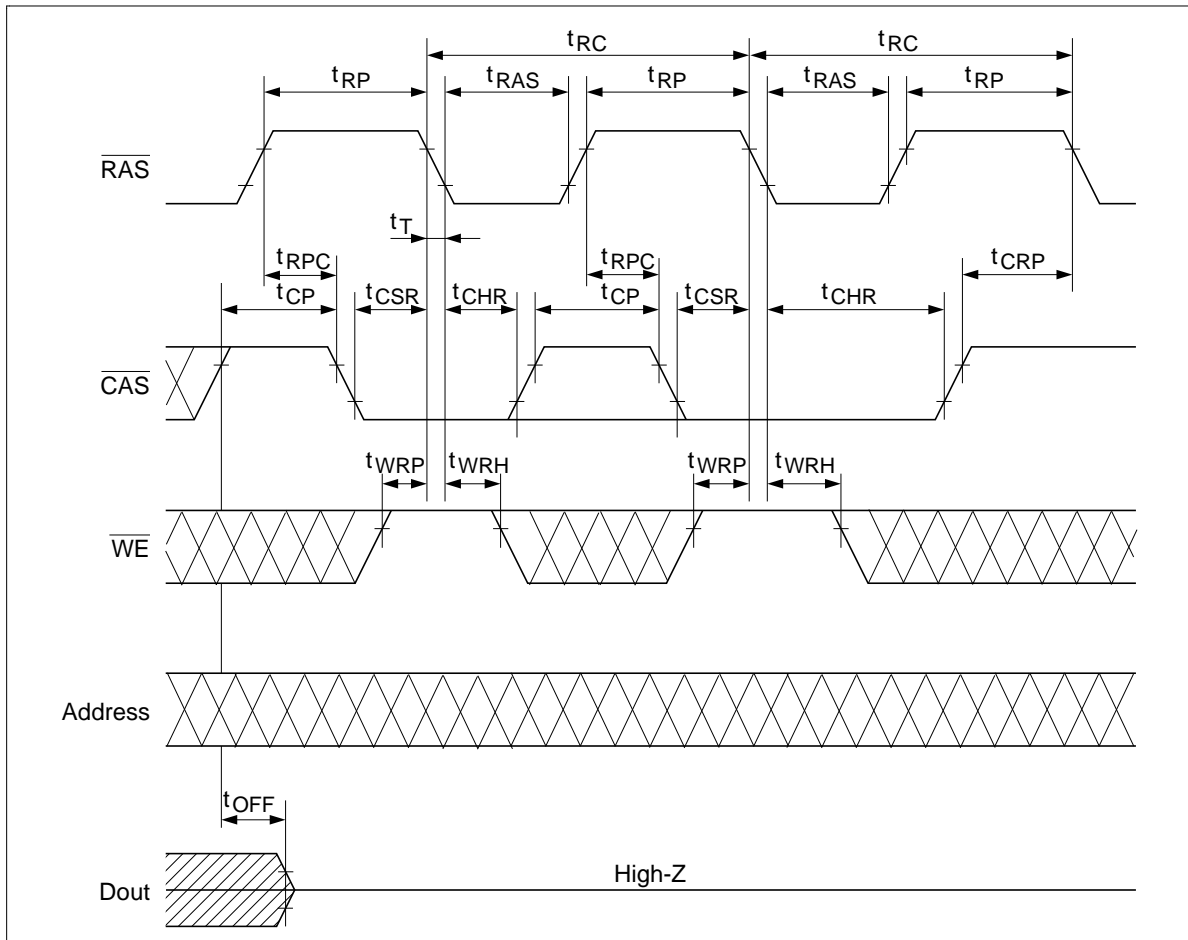 tRC tRC
tRP tRAS tRP tRAS tRP
RAS
tT
tRPC tRPC tCRP
tCP tCSR tCHR tCP tCSR tCHR
CAS
tWRP tWRH tWRP tWRH
WE
Address
tOFF
High-Z
Dout